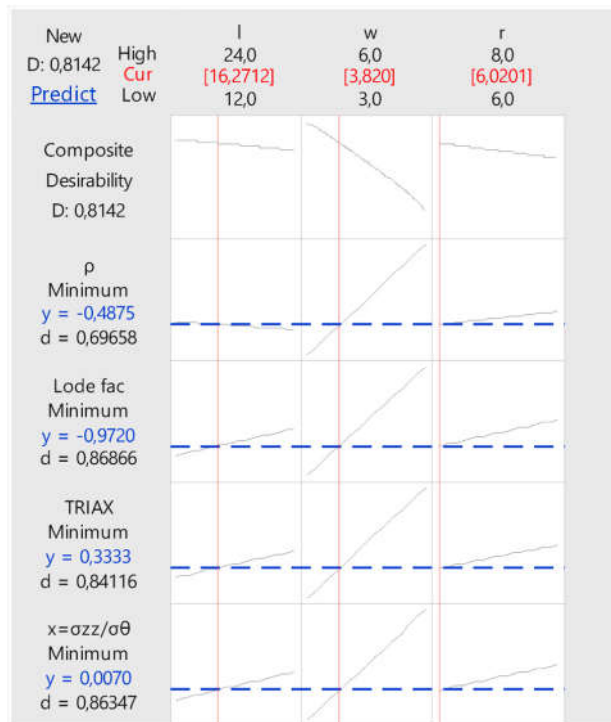 New
D: 0,8142
Predict
High
Cur
Low
l
24,0
[16,2712]
12,0
w
6,0
[3,820]
3,0
r
8,0
[6,0201]
6,0
Composite
Desirability
D: 0,8142
ρ
Minimum
y = -0,4875
d = 0,69658
Lode fac
Minimum
y = -0,9720
d = 0,86866
TRIAX
Minimum
y = 0,3333
d = 0,84116
x=σzz/σθ
Minimum
y = 0,0070
d = 0,86347